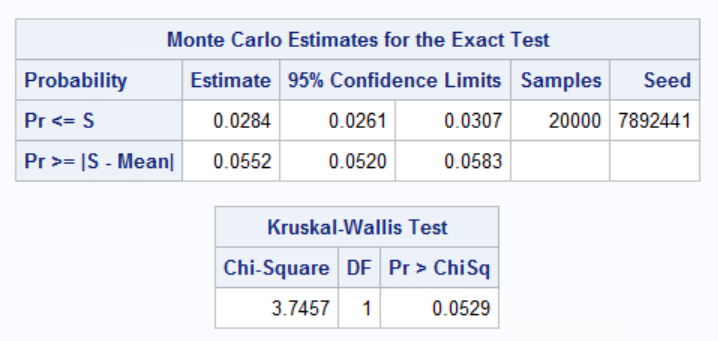 Monte Carlo Estimates for the Exact Test
Probability Estimate 95% Confidence Limits Samples Seed
Pr <= S 0.0284 0.0261 0.0307 20000 7892441
Pr >= |S - Mean| 0.0552 0.0520 0.0583
Kruskal-Wallis Test
Chi-Square DF Pr > ChiSq
3.7457 1 0.0529